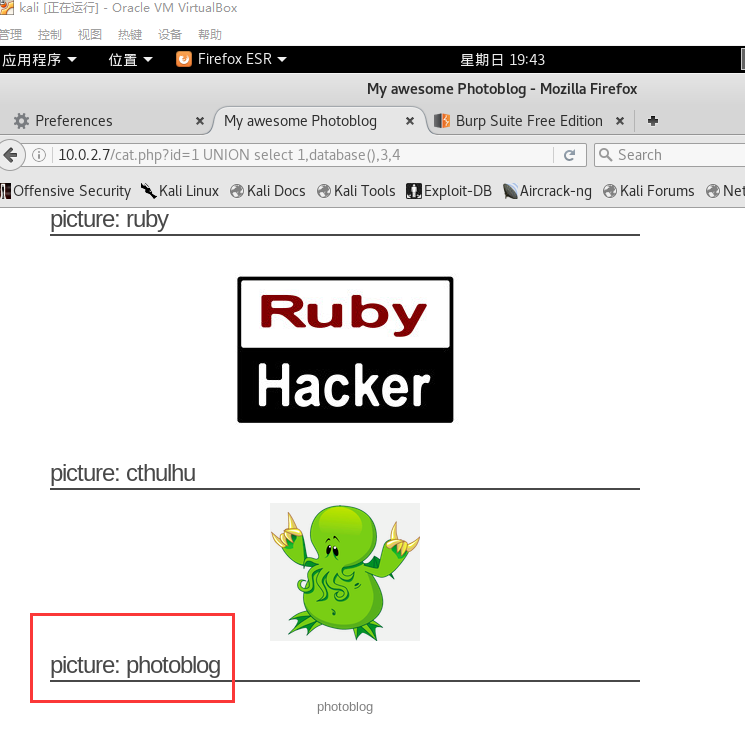 kali [正在运行] - Oracle VM VirtualBox
管理 控制 视图 热键 设备 帮助
应用程序 位置 Firefox ESR 星期日 19:43
My awesome Photoblog - Mozilla Firefox
Preferences My awesome Photoblog Burp Suite Free Edition
10.0.2.7/cat.php?id=1 UNION select 1,database(),3,4 Search
Offensive Security Kali Linux Kali Docs Kali Tools Exploit-DB Aircrack-ng Kali Forums Net
picture: ruby
Ruby
Hacker
picture: cthulhu
picture: photoblog
photoblog